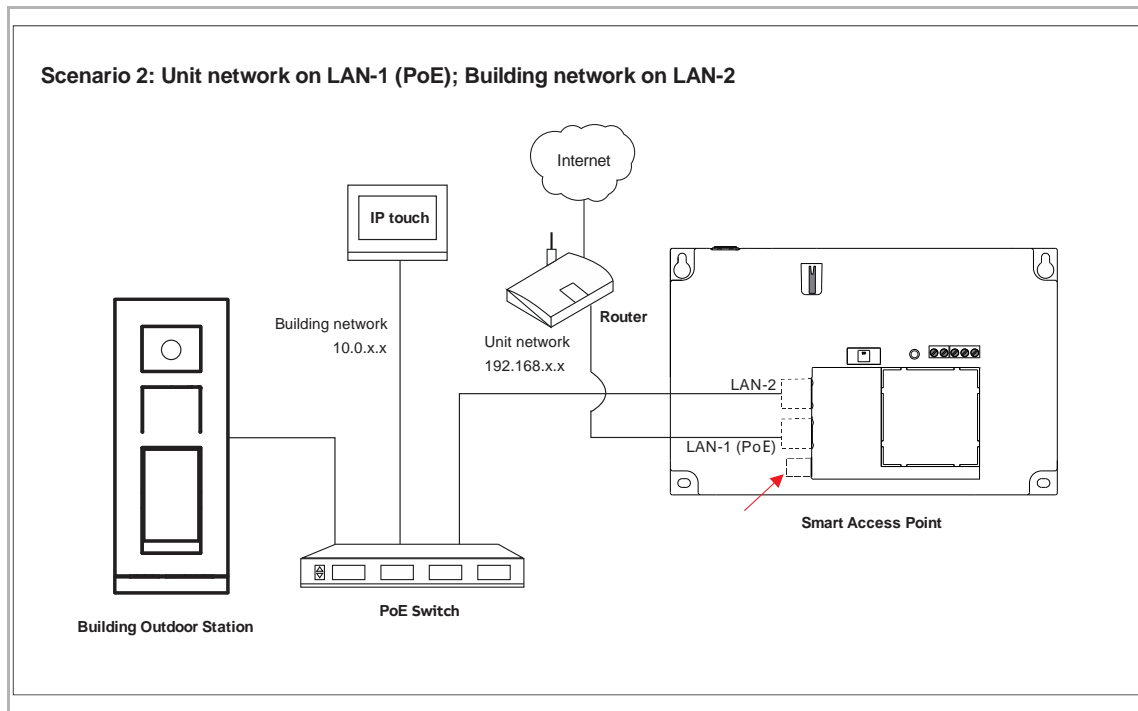 Scenario 2: Unit network on LAN-1 (PoE); Building network on LAN-2
Internet
IP touch
Router
Building network
10.0.x.x
Unit network
192.168.x.x
LAN-2
LAN-1 (PoE)
Smart Access Point
PoE Switch
Building Outdoor Station